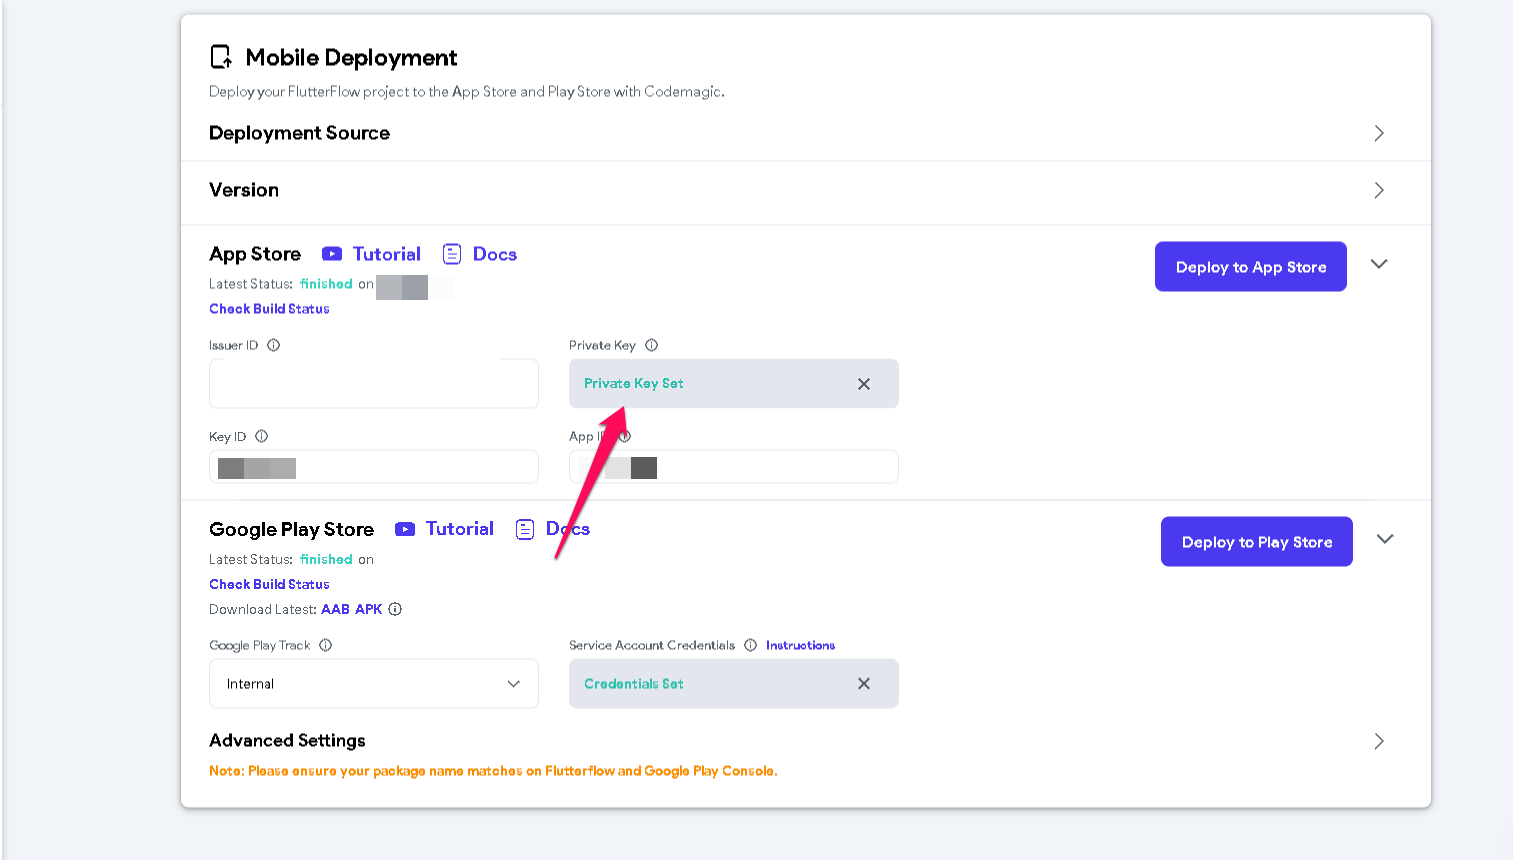 Mobile Deployment
Deploy your FlutterFlow project to the App Store and Play Store with Codemagic.
Deployment Source
Version
App Store Tutorial Docs
Deploy to App Store
Latest Status: finished on
Check Build Status
Issuer ID Private Key
Private Key Set
Key ID App ID
Google Play Store Tutorial Docs
Deploy to Play Store
Latest Status: finished on
Check Build Status
Download Latest: AAB APK
Google Play Track Service Account Credentials Instructions
Internal Credentials Set
Advanced Settings
Note: Please ensure your package name matches on Flutterflow and Google Play Console.